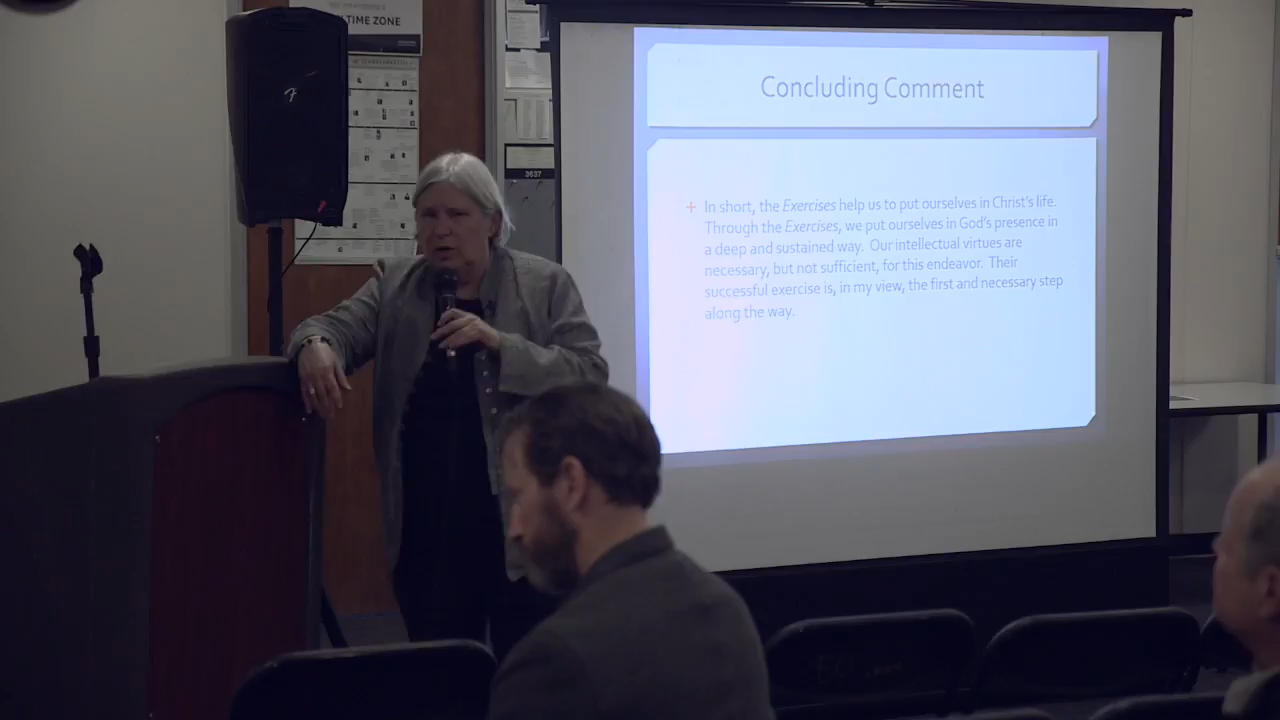 TIME ZONE
3637
Concluding Comment
In short, the Exercises help us to put ourselves in Christ's life.
Through the Exercises, we put ourselves in God's presence in
a deep and sustained way. Our intellectual virtues are
necessary, but not sufficient, for this endeavor. Their
successful exercise is, in my view, the first and necessary step
along the way.